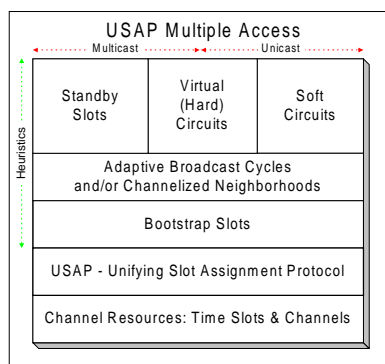 USAP Multiple Access
Multicast
Unicast
Heuristics
Standby
Slots
Virtual
(Hard)
Circuits
Soft
Circuits
Adaptive Broadcast Cycles
and/or Channelized Neighborhoods
Bootstrap Slots
USAP - Unifying Slot Assignment Protocol
Channel Resources: Time Slots & Channels